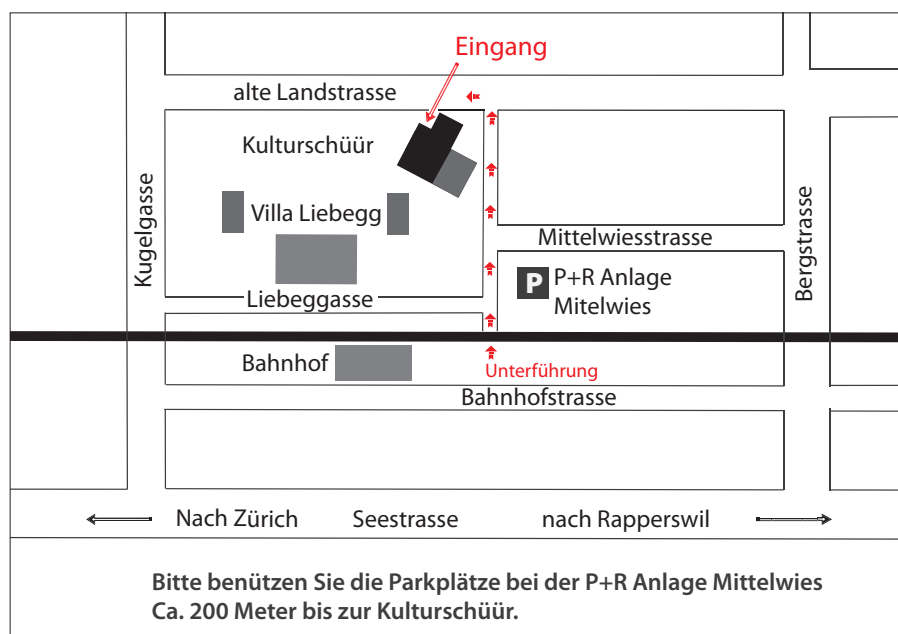 Eingang
alte Landstrasse
Kulturschüür
Kugelgasse
Villa Liebegg
Mittelwiesstrasse
Bergstrasse
P
P+R Anlage
Mitelwies
Liebeggasse
Bahnhof
Unterführung
Bahnhofstrasse
Nach Zürich
Seestrasse
nach Rapperswil
Bitte benützen Sie die Parkplätze bei der P+R Anlage Mittelwies
Ca. 200 Meter bis zur Kulturschüür.